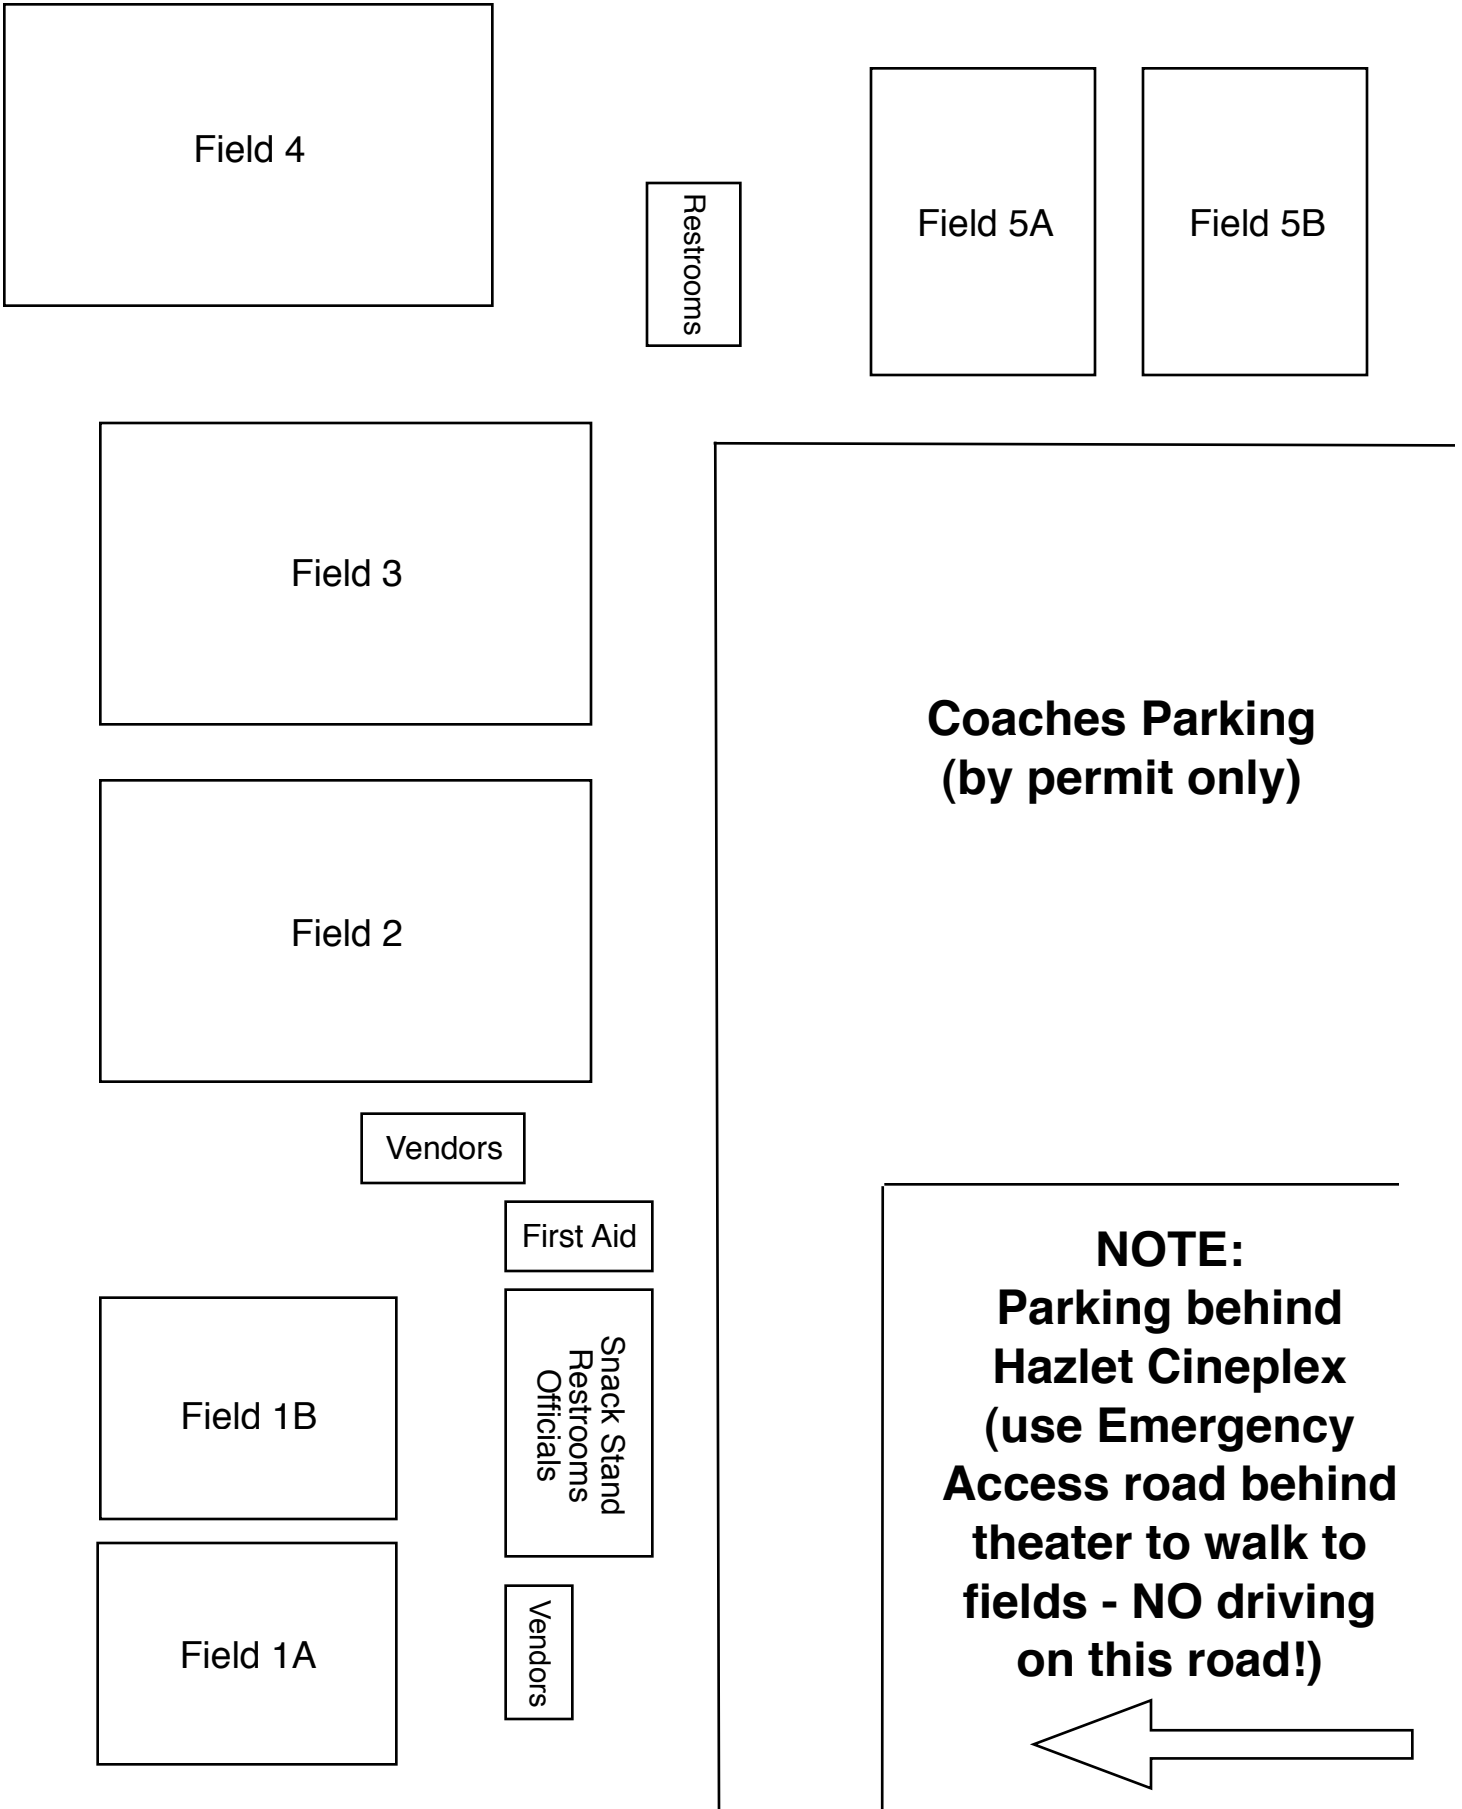 Field 4
Restrooms
Field 5A
Field 5B
Field 3
Coaches Parking
(by permit only)
Field 2
Vendors
First Aid
NOTE:
Parking behind
Hazlet Cineplex
(use Emergency
Access road behind
theater to walk to
fields - NO driving
on this road!)
Snack Stand
Restrooms
Officials
Field 1B
Field 1A
Vendors